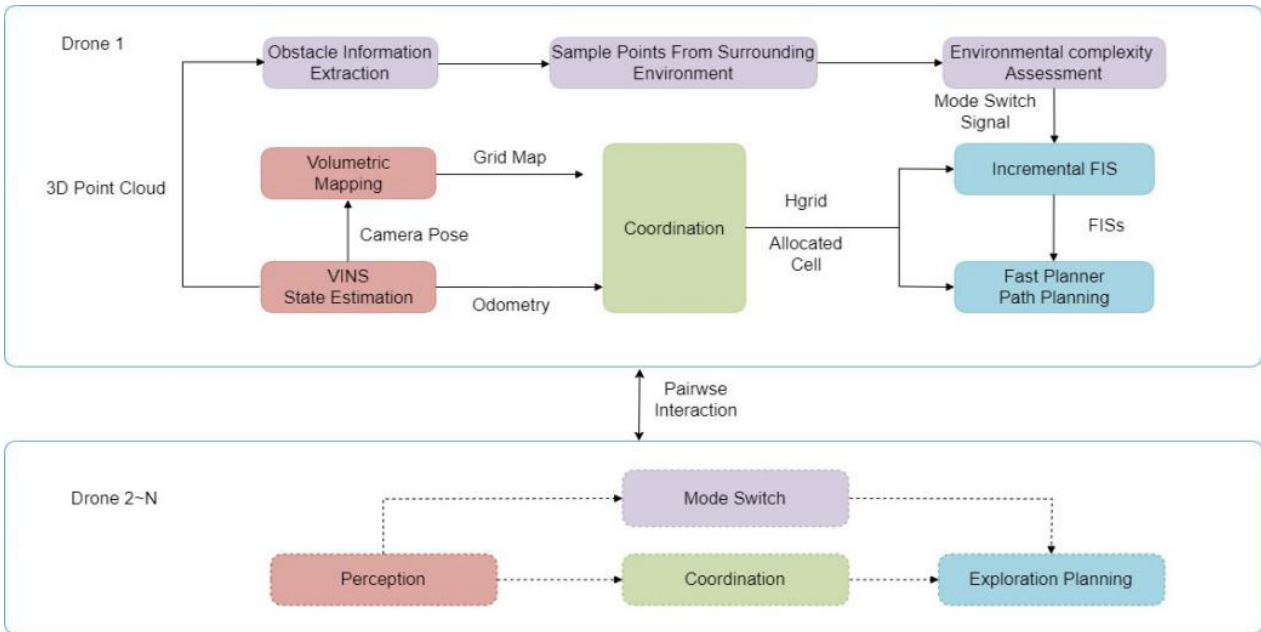 Drone 1
Obstacle Information
Extraction
Sample Points From Surrounding
Environment
Environmental complexity
Assessment
Mode Switch
Signal
3D Point Cloud
Volumetric
Mapping
Grid Map
Coordination
Hgrid
Allocated
Cell
Incremental FIS
FISs
Camera Pose
VINS
State Estimation
Odometry
Fast Planner
Path Planning
Pairwse
Interaction
Drone 2~N
Mode Switch
Perception
Coordination
Exploration Planning